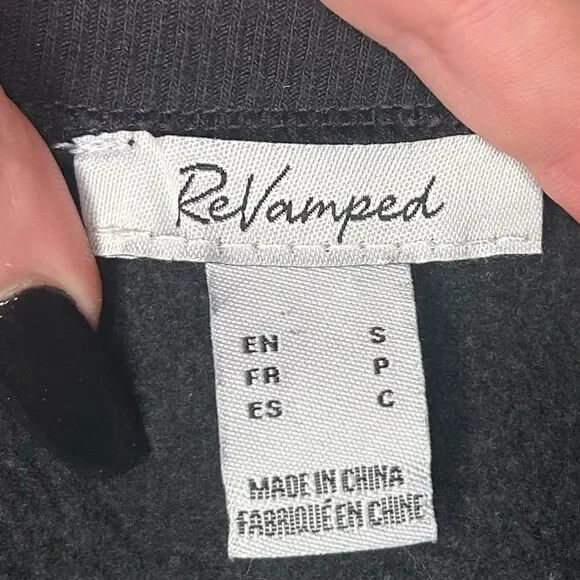 ReVamped
EN S
FR P
ES C
MADE IN CHINA
FABRIQUÉ EN CHINE